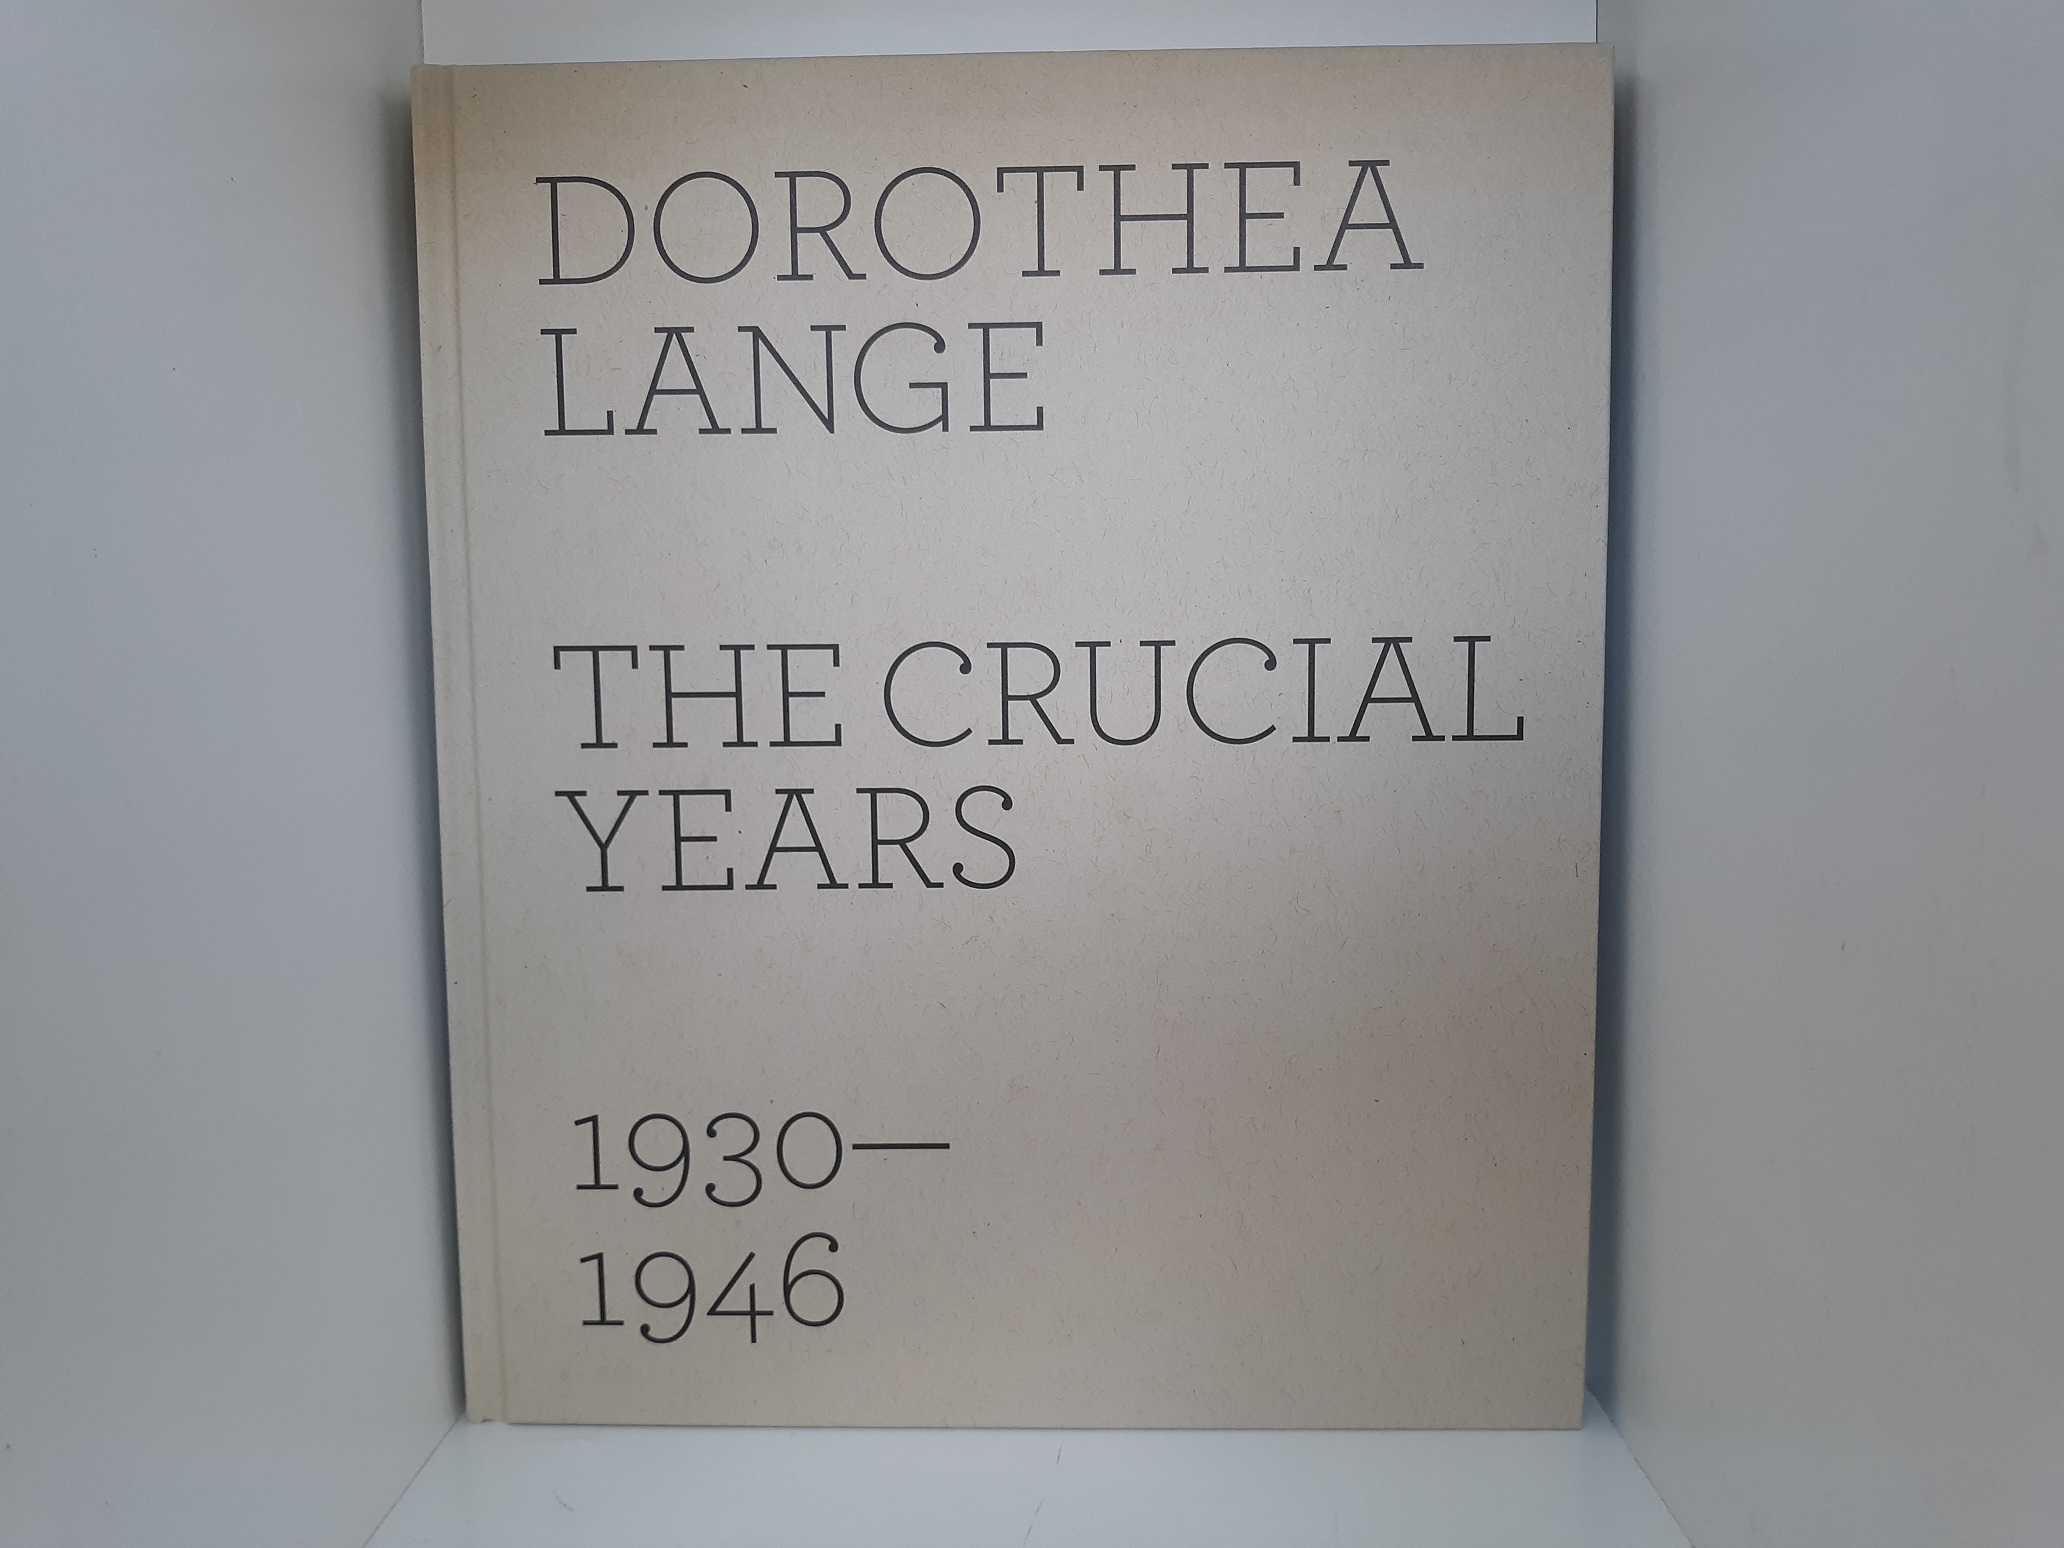 DOROTHEA
LANGE
THE CRUCIAL
YEARS
1930—
1946